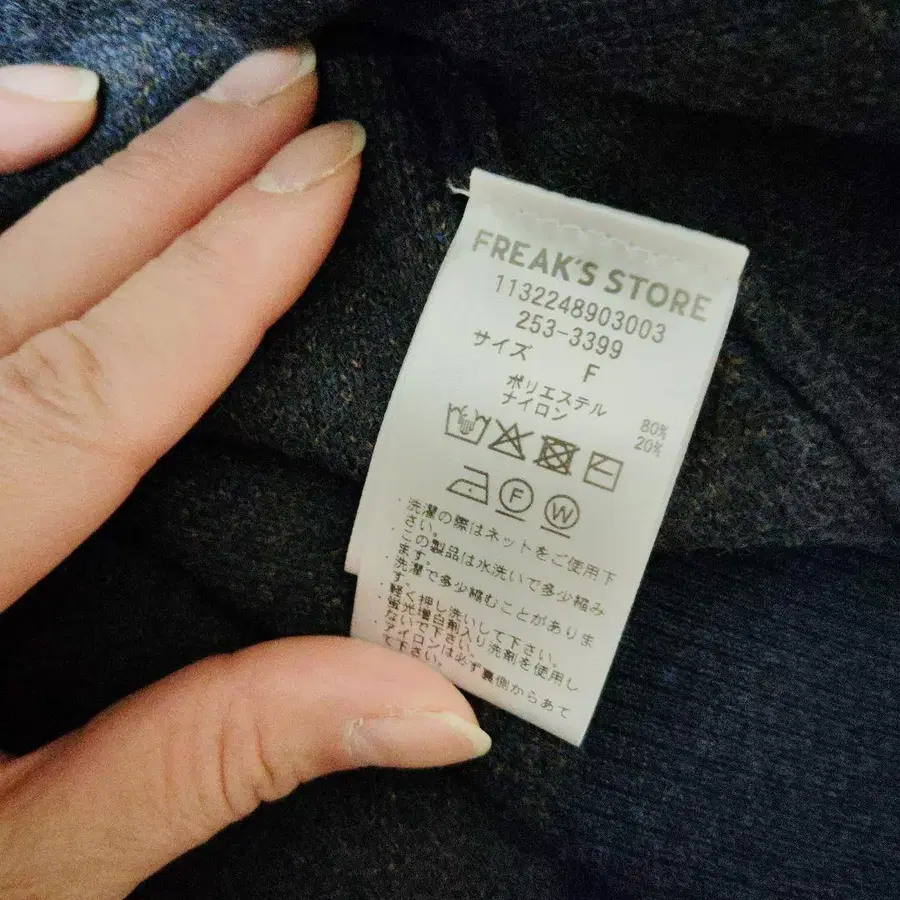 FREAK'S STORE
1132248903003
253-3399
サイズ
F
ポリエステル 80%
ナイロン 20%
F W
・洗濯の際はネットをご使用下
さい。
・この製品は水洗いで多少縮み
ます。
・洗濯で多少縮むことがありま
す。
・軽く押し洗いして下さい。
・蛍光増白剤入り洗剤を使用し
ないで下さい。
・アイロンは必ず裏側からあて
て下さい。